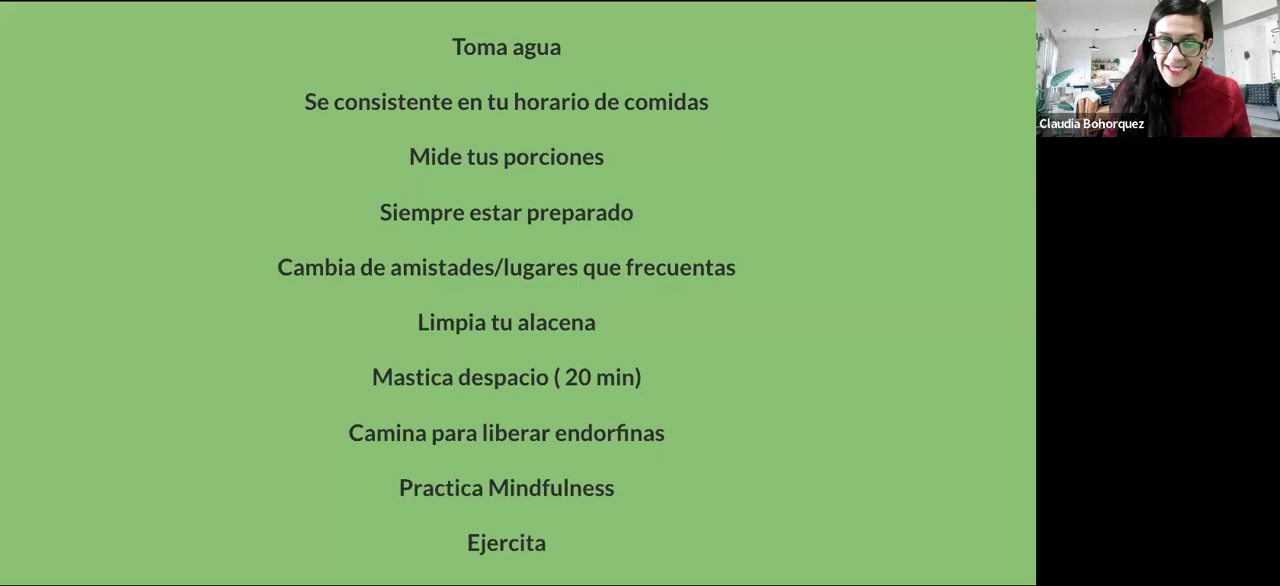 Toma agua
Se consistente en tu horario de comidas
Mide tus porciones
Siempre estar preparado
Cambia de amistades/lugares que frecuentas
Limpia tu alacena
Mastica despacio ( 20 min)
Camina para liberar endorfinas
Practica Mindfulness
Ejercita
Claudia Bohorquez